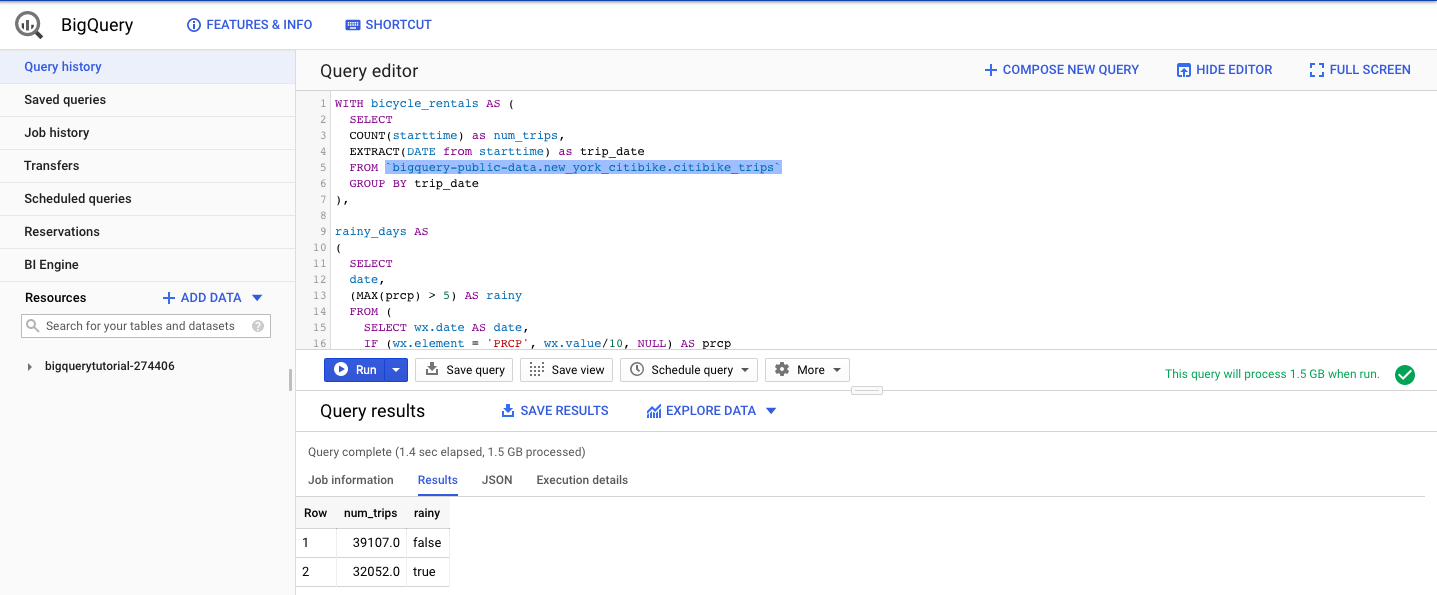 BigQuery FEATURES & INFO SHORTCUT
Query history
Saved queries
Job history
Transfers
Scheduled queries
Reservations
BI Engine
Resources + ADD DATA
Search for your tables and datasets ?
bigquerytutorial-274406
Query editor + COMPOSE NEW QUERY HIDE EDITOR FULL SCREEN
1 WITH bicycle_rentals AS (
2 SELECT
3 COUNT(starttime) as num_trips,
4 EXTRACT(DATE from starttime) as trip_date
5 FROM `bigquery-public-data.new_york_citibike.citibike_trips`
6 GROUP BY trip_date
7 ),
8
9 rainy_days AS
10 (
11 SELECT
12 date,
13 (MAX(prcp) > 5) AS rainy
14 FROM (
15 SELECT wx.date AS date,
16 IF (wx.element = 'PRCP', wx.value/10, NULL) AS prcp
Run Save query Save view Schedule query More This query will process 1.5 GB when run.
Query results SAVE RESULTS EXPLORE DATA
Query complete (1.4 sec elapsed, 1.5 GB processed)
Job information Results JSON Execution details
Row num_trips rainy
1 39107.0 false
2 32052.0 true